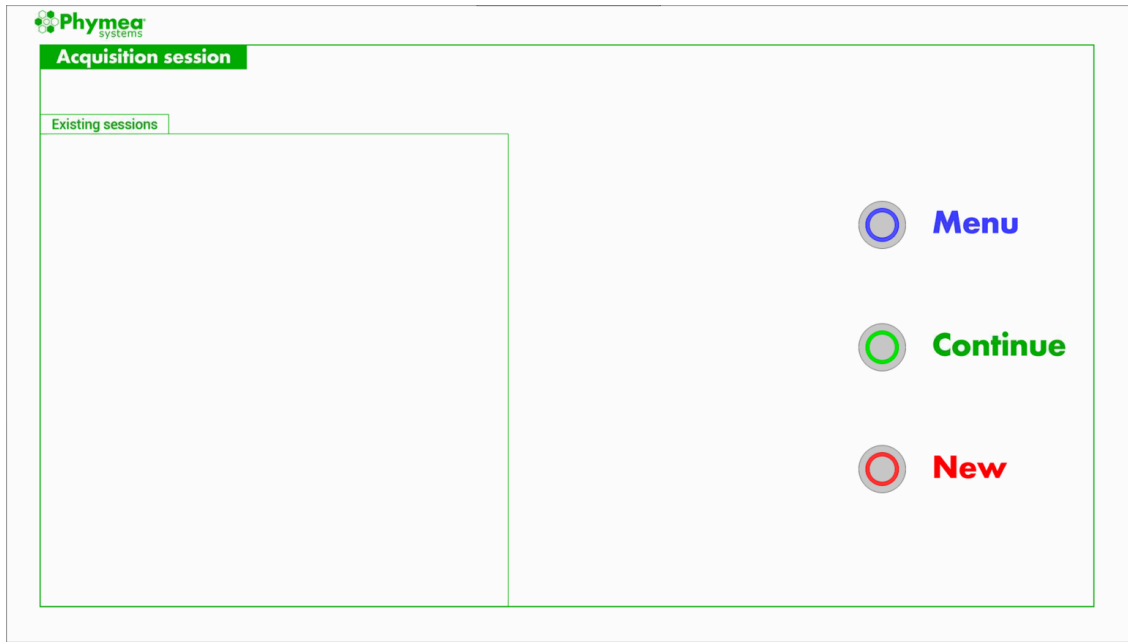 Phymea
systems
Acquisition session
Existing sessions
Menu
Continue
New